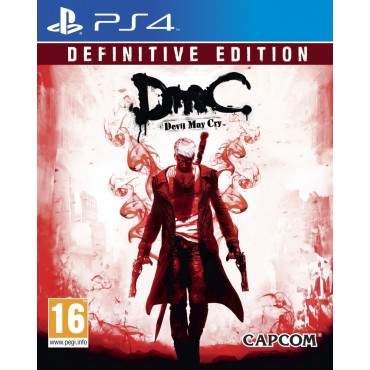 PS4
DEFINITIVE EDITION
DmC
Devil May Cry
16
www.pegi.info
CAPCOM